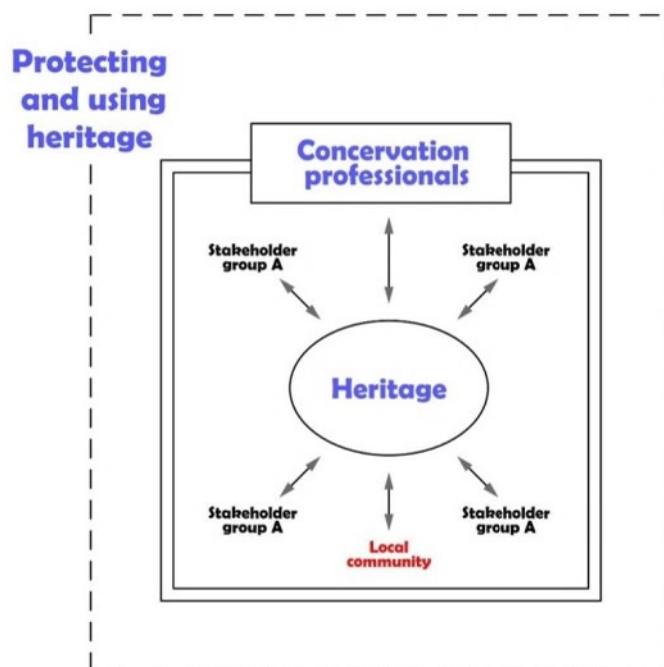 Protecting
and using
heritage
Concervation
professionals
Stakeholder
group A
Stakeholder
group A
Heritage
Stakeholder
group A
Stakeholder
group A
Local
community